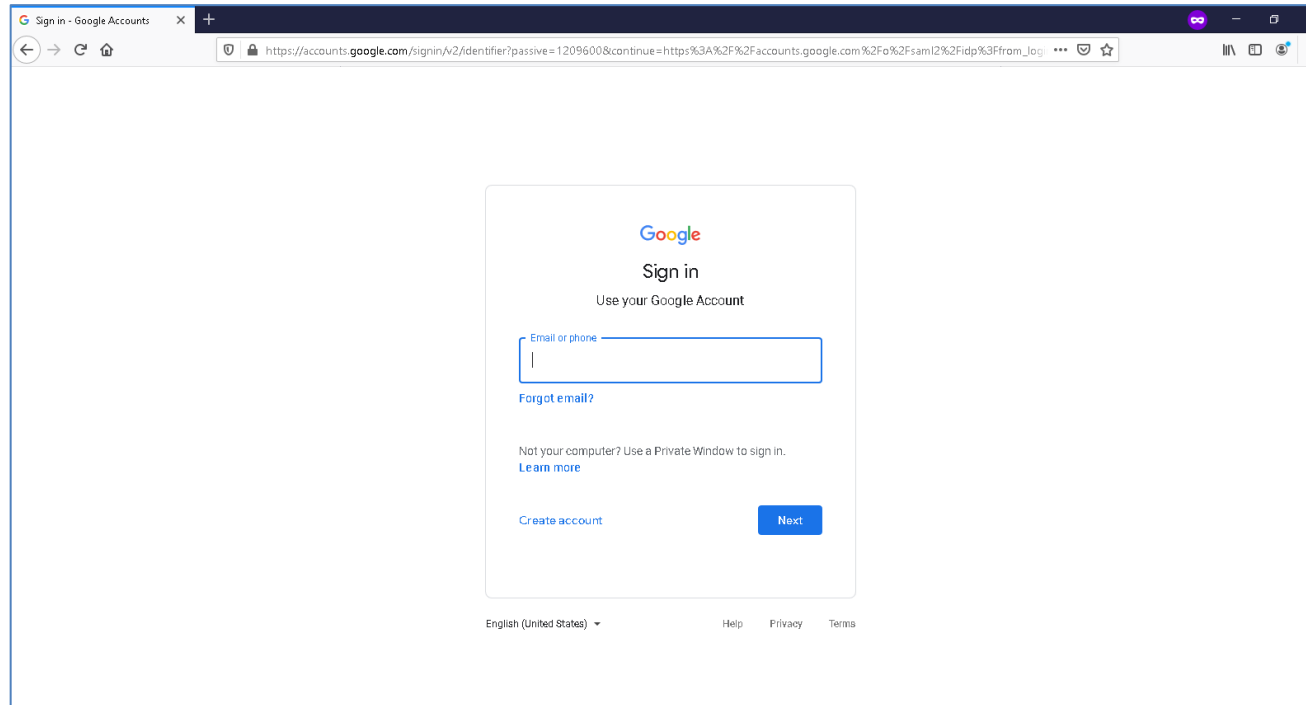 Sign in - Google Accounts
https://accounts.google.com/signin/v2/identifier?passive=1209600&continue=https%3A%2F%2Faccounts.google.com%2Fo%2Fsaml2%2Fidp%3Ffrom_log
Google
Sign in
Use your Google Account
Email or phone
Forgot email?
Not your computer? Use a Private Window to sign in.
Learn more
Create account
Next
English (United States)
Help Privacy Terms